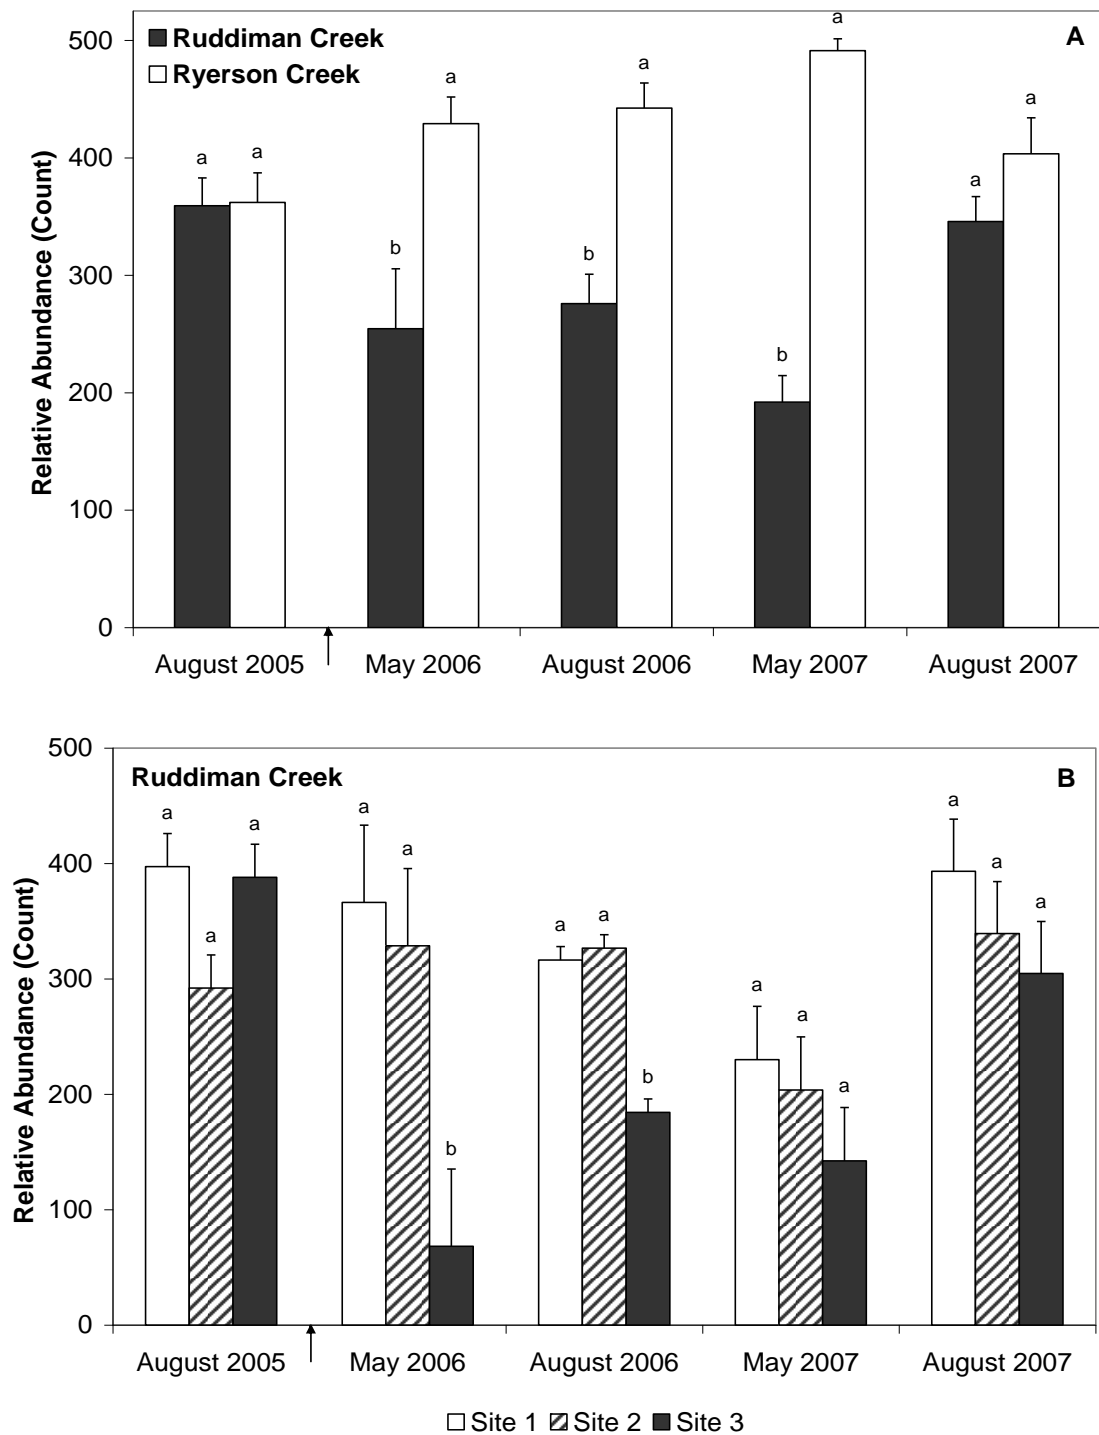 A
Ruddiman Creek
Ryerson Creek
Relative Abundance (Count)
500
400
300
200
100
0
a a
b a
b a
b a
a a
August 2005 May 2006 August 2006 May 2007 August 2007
Ruddiman Creek B
Relative Abundance (Count)
500
400
300
200
100
0
a a a
a a b
a a b
a a a
a a a
August 2005 May 2006 August 2006 May 2007 August 2007
Site 1 Site 2 Site 3